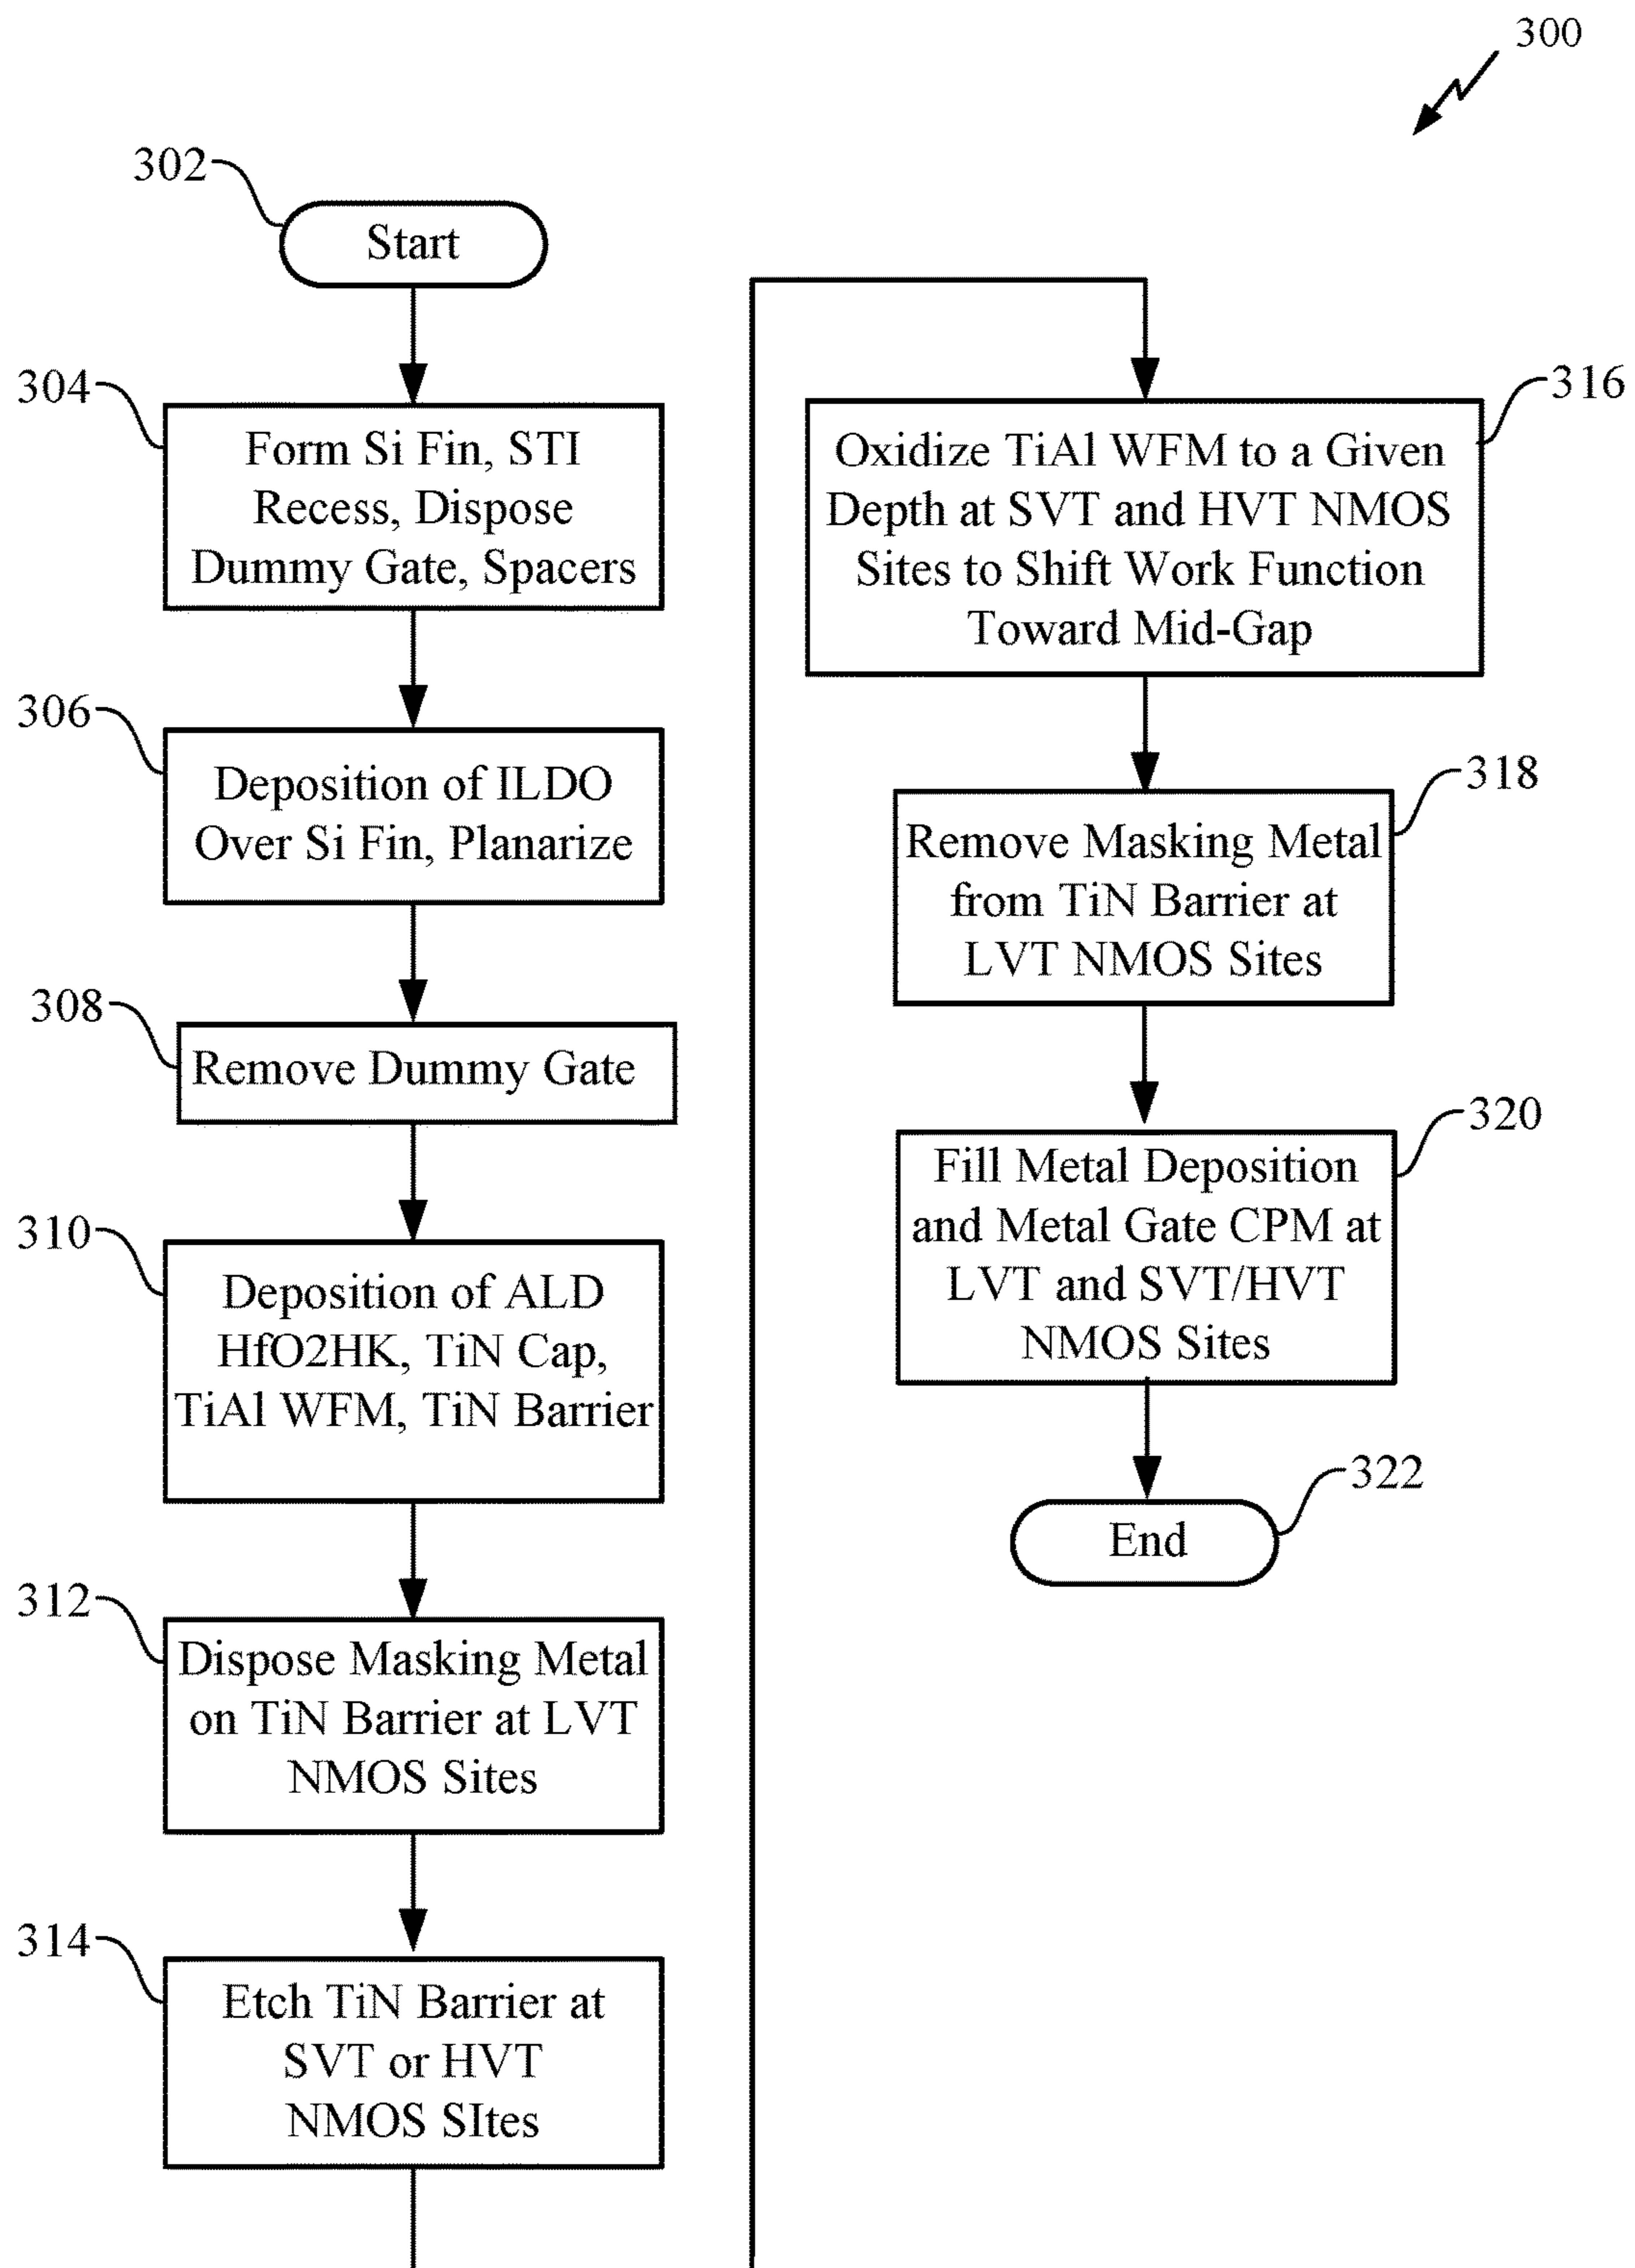 300
302
Start
304
Form Si Fin, STI
Recess, Dispose
Dummy Gate, Spacers
306
Deposition of ILDO
Over Si Fin, Planarize
308
Remove Dummy Gate
310
Deposition of ALD
HfO2HK, TiN Cap,
TiAl WFM, TiN Barrier
312
Dispose Masking Metal
on TiN Barrier at LVT
NMOS Sites
314
Etch TiN Barrier at
SVT or HVT
NMOS SItes
316
Oxidize TiAl WFM to a Given
Depth at SVT and HVT NMOS
Sites to Shift Work Function
Toward Mid-Gap
318
Remove Masking Metal
from TiN Barrier at
LVT NMOS Sites
320
Fill Metal Deposition
and Metal Gate CPM at
LVT and SVT/HVT
NMOS Sites
322
End